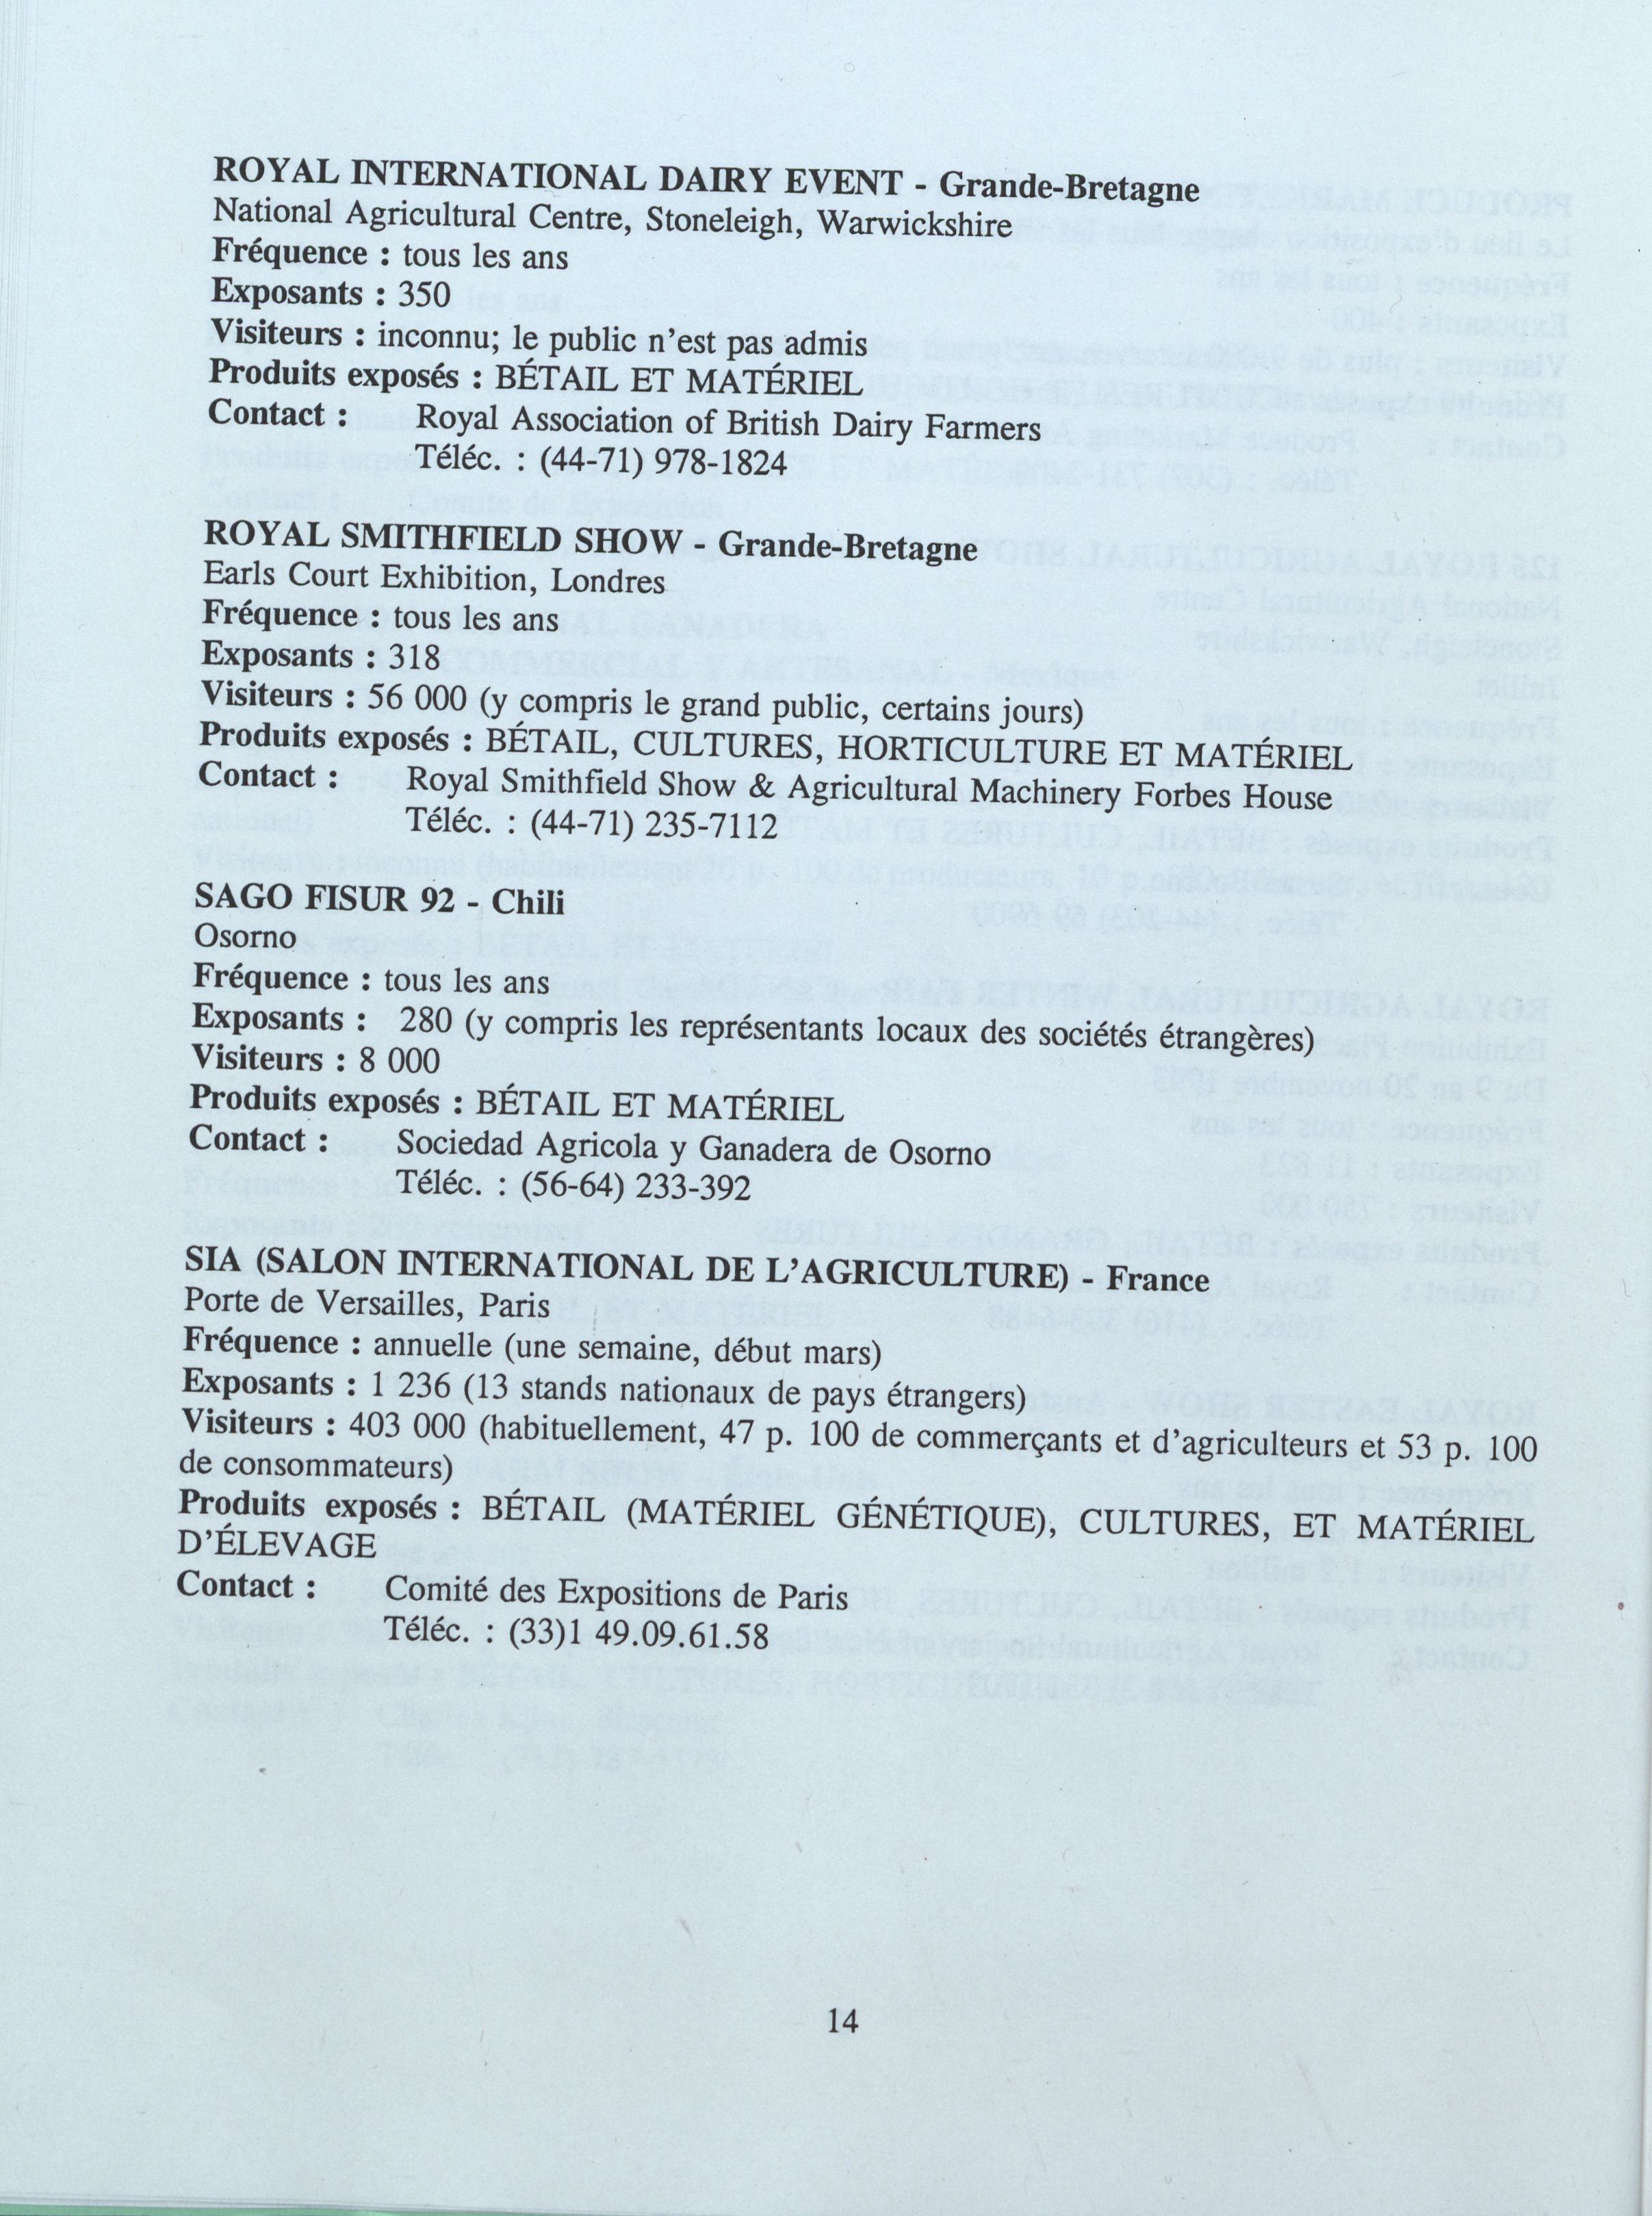 ROYAL INTERNATIONAL DAIRY EVENT - Grande-Bretagne
National Agricultural Centre, Stoneleigh, Warwickshire
Fréquence : tous les ans
Exposants : 350
Visiteurs : inconnu; le public n'est pas admis
Produits exposés : BÉTAIL ET MATÉRIEL
Contact : Royal Association of British Dairy Farmers
Téléc. : (44-71) 978-1824
ROYAL SMITHFIELD SHOW - Grande-Bretagne
Earls Court Exhibition, Londres
Fréquence : tous les ans
Exposants : 318
Visiteurs : 56 000 (y compris le grand public, certains jours)
Produits exposés : BÉTAIL, CULTURES, HORTICULTURE ET MATÉRIEL
Contact : Royal Smithfield Show & Agricultural Machinery Forbes House
Téléc. : (44-71) 235-7112
SAGO FISUR 92 - Chili
Osorno
Fréquence : tous les ans
Exposants : 280 (y compris les représentants locaux des sociétés étrangères)
Visiteurs : 8 000
Produits exposés : BÉTAIL ET MATÉRIEL
Contact : Sociedad Agricola y Ganadera de Osorno
Téléc. : (56-64) 233-392
SIA (SALON INTERNATIONAL DE L'AGRICULTURE) - France
Porte de Versailles, Paris
Fréquence : annuelle (une semaine, début mars)
Exposants : 1 236 (13 stands nationaux de pays étrangers)
Visiteurs : 403 000 (habituellement, 47 p. 100 de commerçants et d'agriculteurs et 53 p. 100
de consommateurs)
Produits exposés : BÉTAIL (MATÉRIEL GÉNÉTIQUE), CULTURES, ET MATÉRIEL
D'ÉLEVAGE
Contact : Comité des Expositions de Paris
Téléc. : (33)1 49.09.61.58
14